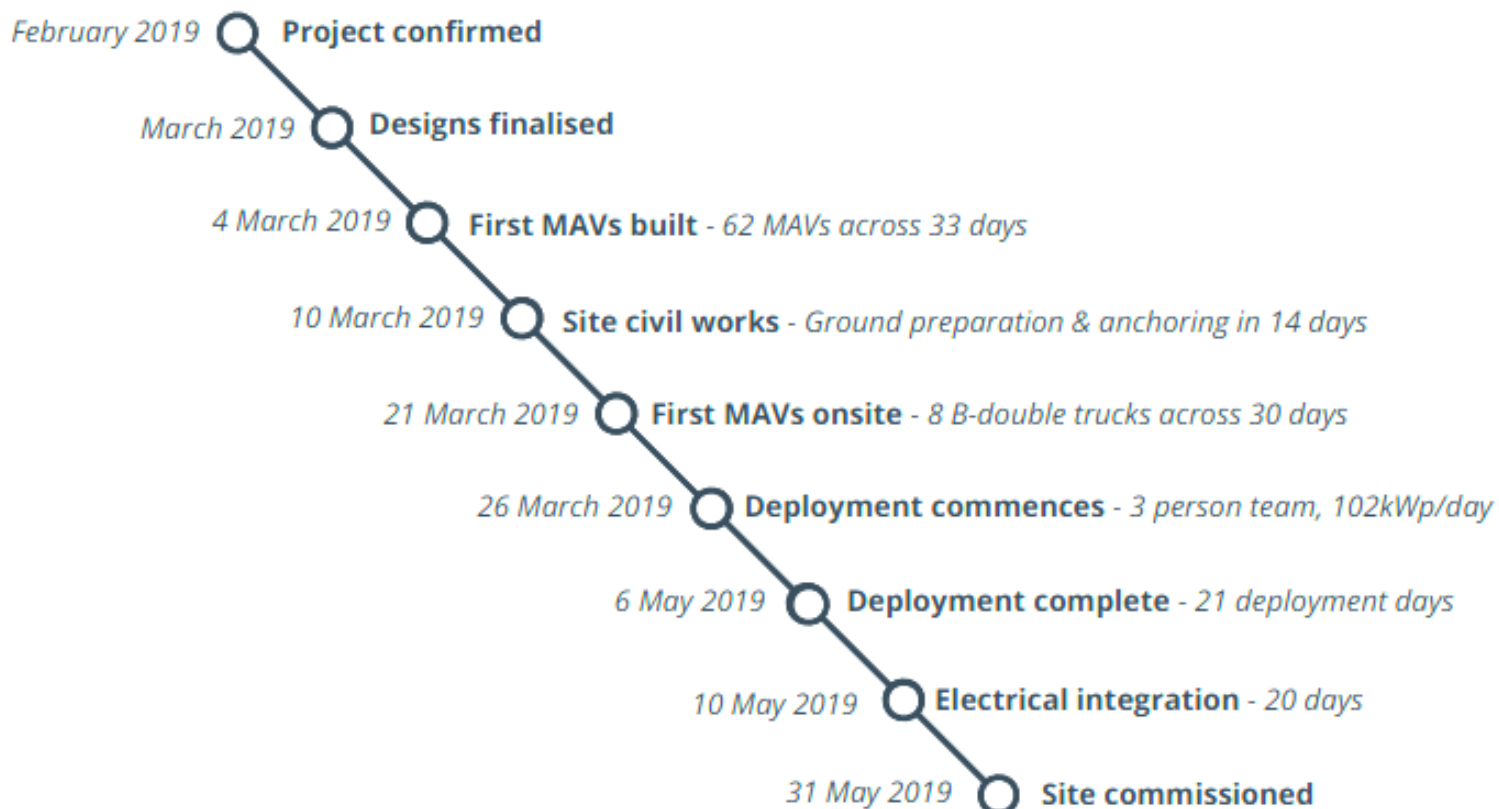 February 2019 Project confirmed
March 2019 Designs finalised
4 March 2019 First MAVs built - 62 MAVs across 33 days
10 March 2019 Site civil works - Ground preparation & anchoring in 14 days
21 March 2019 First MAVs onsite - 8 B-double trucks across 30 days
26 March 2019 Deployment commences - 3 person team, 102kWp/day
6 May 2019 Deployment complete - 21 deployment days
10 May 2019 Electrical integration - 20 days
31 May 2019 Site commissioned